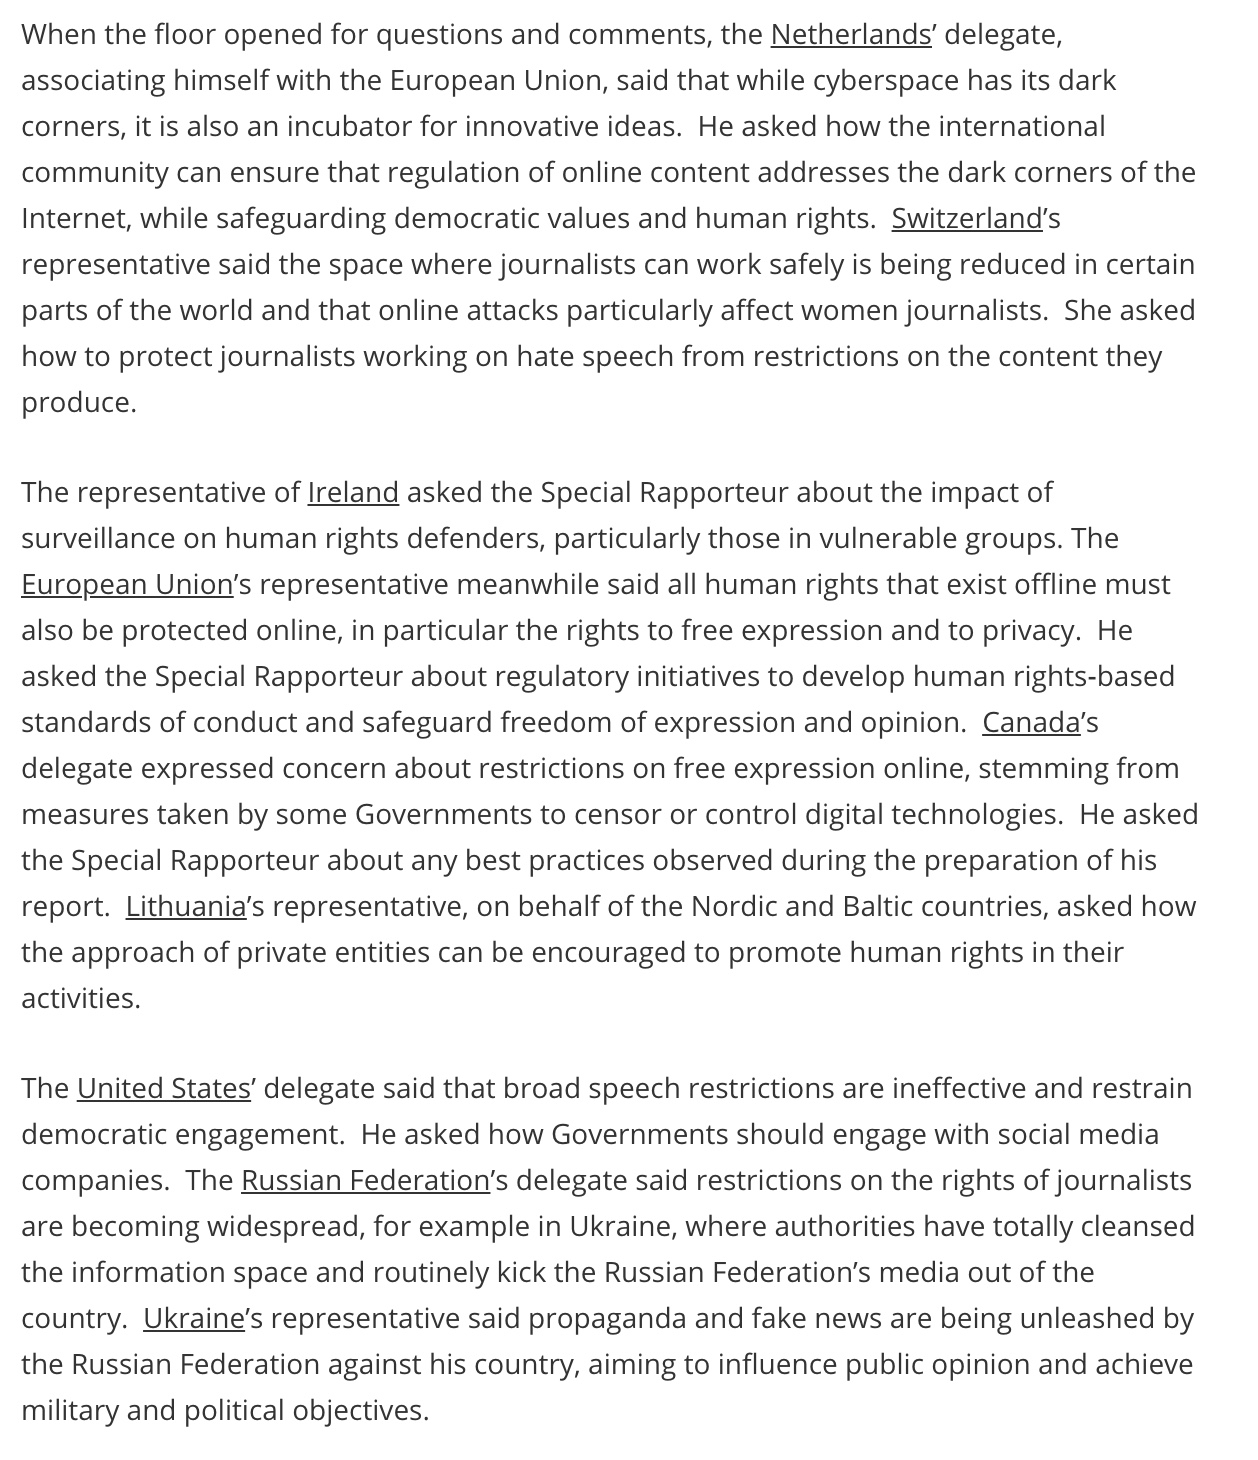 When the floor opened for questions and comments, the Netherlands’ delegate,
associating himself with the European Union, said that while cyberspace has its dark
corners, it is also an incubator for innovative ideas.  He asked how the international
community can ensure that regulation of online content addresses the dark corners of the
Internet, while safeguarding democratic values and human rights.  Switzerland’s
representative said the space where journalists can work safely is being reduced in certain
parts of the world and that online attacks particularly affect women journalists.  She asked
how to protect journalists working on hate speech from restrictions on the content they
produce.
The representative of Ireland asked the Special Rapporteur about the impact of
surveillance on human rights defenders, particularly those in vulnerable groups. The
European Union’s representative meanwhile said all human rights that exist offline must
also be protected online, in particular the rights to free expression and to privacy.  He
asked the Special Rapporteur about regulatory initiatives to develop human rights-based
standards of conduct and safeguard freedom of expression and opinion.  Canada’s
delegate expressed concern about restrictions on free expression online, stemming from
measures taken by some Governments to censor or control digital technologies.  He asked
the Special Rapporteur about any best practices observed during the preparation of his
report.  Lithuania’s representative, on behalf of the Nordic and Baltic countries, asked how
the approach of private entities can be encouraged to promote human rights in their
activities.
The United States’ delegate said that broad speech restrictions are ineffective and restrain
democratic engagement.  He asked how Governments should engage with social media
companies.  The Russian Federation’s delegate said restrictions on the rights of journalists
are becoming widespread, for example in Ukraine, where authorities have totally cleansed
the information space and routinely kick the Russian Federation’s media out of the
country.  Ukraine’s representative said propaganda and fake news are being unleashed by
the Russian Federation against his country, aiming to influence public opinion and achieve
military and political objectives.